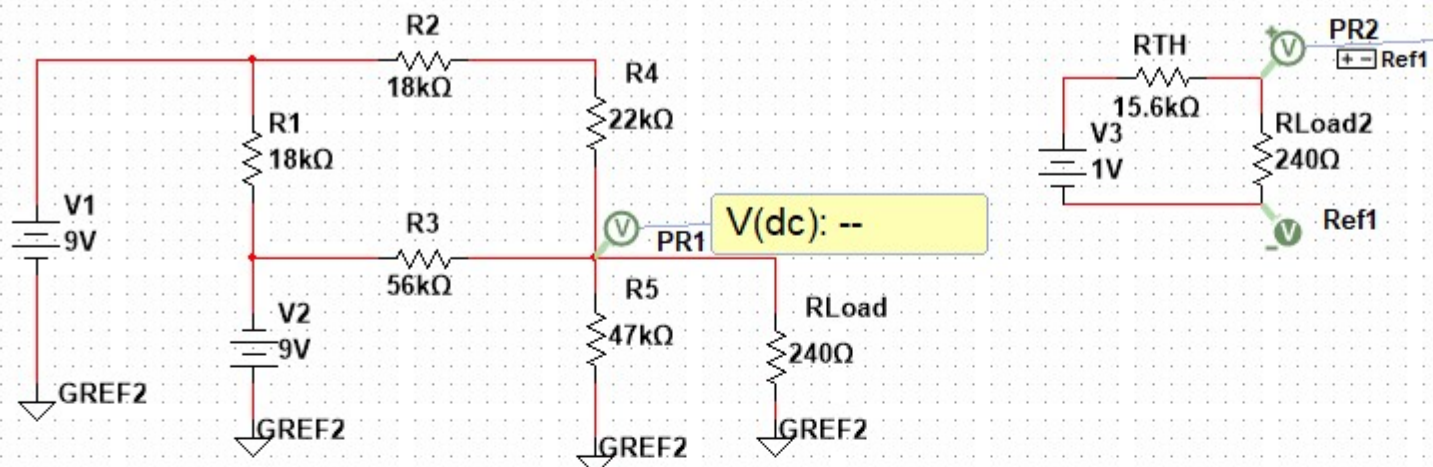 R2
18kΩ
R4
22kΩ
R1
18kΩ
V1
9V
R3
56kΩ
V
PR1
V(dc): --
V2
9V
R5
47kΩ
RLoad
240Ω
GREF2
GREF2
GREF2
GREF2
RTH
15.6kΩ
V
PR2
+ - Ref1
V3
1V
RLoad2
240Ω
V
Ref1